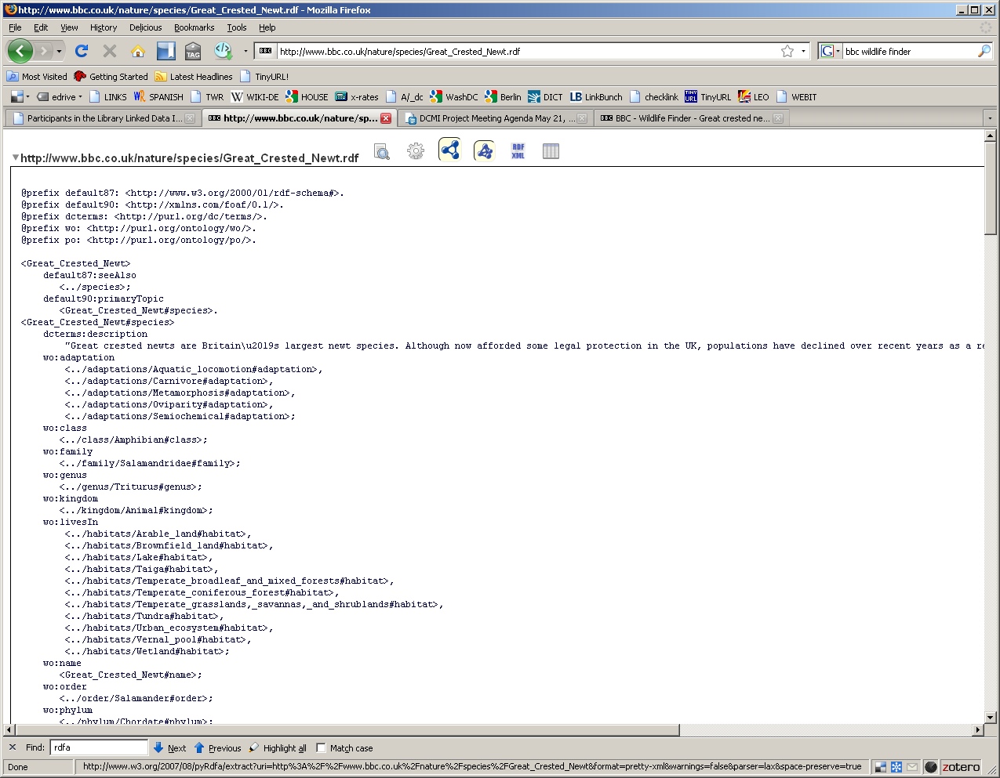 http://www.bbc.co.uk/nature/species/Great_Crested_Newt.rdf - Mozilla Firefox
File Edit View History Delicious Bookmarks Tools Help
TAG BBC http://www.bbc.co.uk/nature/species/Great_Crested_Newt.rdf G bbc wildlife finder
Most Visited Getting Started Latest Headlines TinyURL!
edrive LINKS SPANISH TWR W WIKI-DE HOUSE x-rates A/_dc WashDC Berlin DICT LB LinkBunch checklink TINY URL TinyURL LEO WEBIT
Participants in the Library Linked Data I... BBC http://www.bbc.co.uk/nature/sp... DCMI Project Meeting Agenda May 21, ... BBC BBC - Wildlife Finder - Great crested ne...
http://www.bbc.co.uk/nature/species/Great_Crested_Newt.rdf RDF XML
@prefix default87: <http://www.w3.org/2000/01/rdf-schema#>.
@prefix default90: <http://xmlns.com/foaf/0.1/>.
@prefix dcterms: <http://purl.org/dc/terms/>.
@prefix wo: <http://purl.org/ontology/wo/>.
@prefix po: <http://purl.org/ontology/po/>.
<Great_Crested_Newt>
default87:seeAlso
<../species>;
default90:primaryTopic
<Great_Crested_Newt#species>.
<Great_Crested_Newt#species>
dcterms:description
"Great crested newts are Britain\u2019s largest newt species. Although now afforded some legal protection in the UK, populations have declined over recent years as a re
wo:adaptation
<../adaptations/Aquatic_locomotion#adaptation>,
<../adaptations/Carnivore#adaptation>,
<../adaptations/Metamorphosis#adaptation>,
<../adaptations/Oviparity#adaptation>,
<../adaptations/Semiochemical#adaptation>;
wo:class
<../class/Amphibian#class>;
wo:family
<../family/Salamandridae#family>;
wo:genus
<../genus/Triturus#genus>;
wo:kingdom
<../kingdom/Animal#kingdom>;
wo:livesIn
<../habitats/Arable_land#habitat>,
<../habitats/Brownfield_land#habitat>,
<../habitats/Lake#habitat>,
<../habitats/Taiga#habitat>,
<../habitats/Temperate_broadleaf_and_mixed_forests#habitat>,
<../habitats/Temperate_coniferous_forest#habitat>,
<../habitats/Temperate_grasslands,_savannas,_and_shrublands#habitat>,
<../habitats/Tundra#habitat>,
<../habitats/Urban_ecosystem#habitat>,
<../habitats/Vernal_pool#habitat>,
<../habitats/Wetland#habitat>;
wo:name
<Great_Crested_Newt#name>;
wo:order
<../order/Salamander#order>;
wo:phylum
<../phylum/Chordate#phylum>;
Find: rdfa Next Previous Highlight all Match case
Done http://www.w3.org/2007/08/pyRdfa/extract?uri=http%3A%2F%2Fwww.bbc.co.uk%2Fnature%2Fspecies%2FGreat_Crested_Newt&format=pretty-xml&warnings=false&parser=lax&space-preserve=true zotero